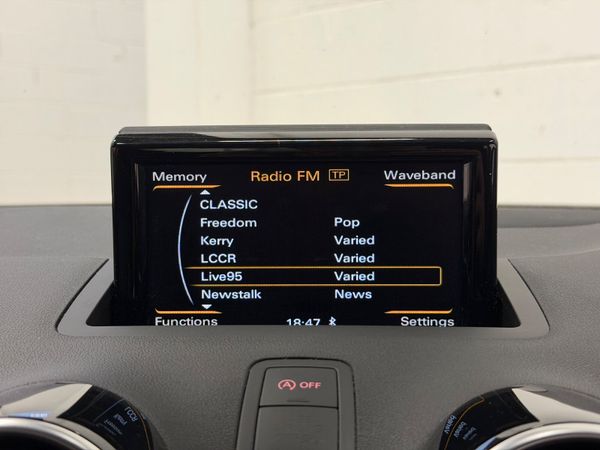 Memory Radio FM TP Waveband
CLASSIC
Freedom Pop
Kerry Varied
LCCR Varied
Live95 Varied
Newstalk News
Functions 18:47 Settings
A OFF